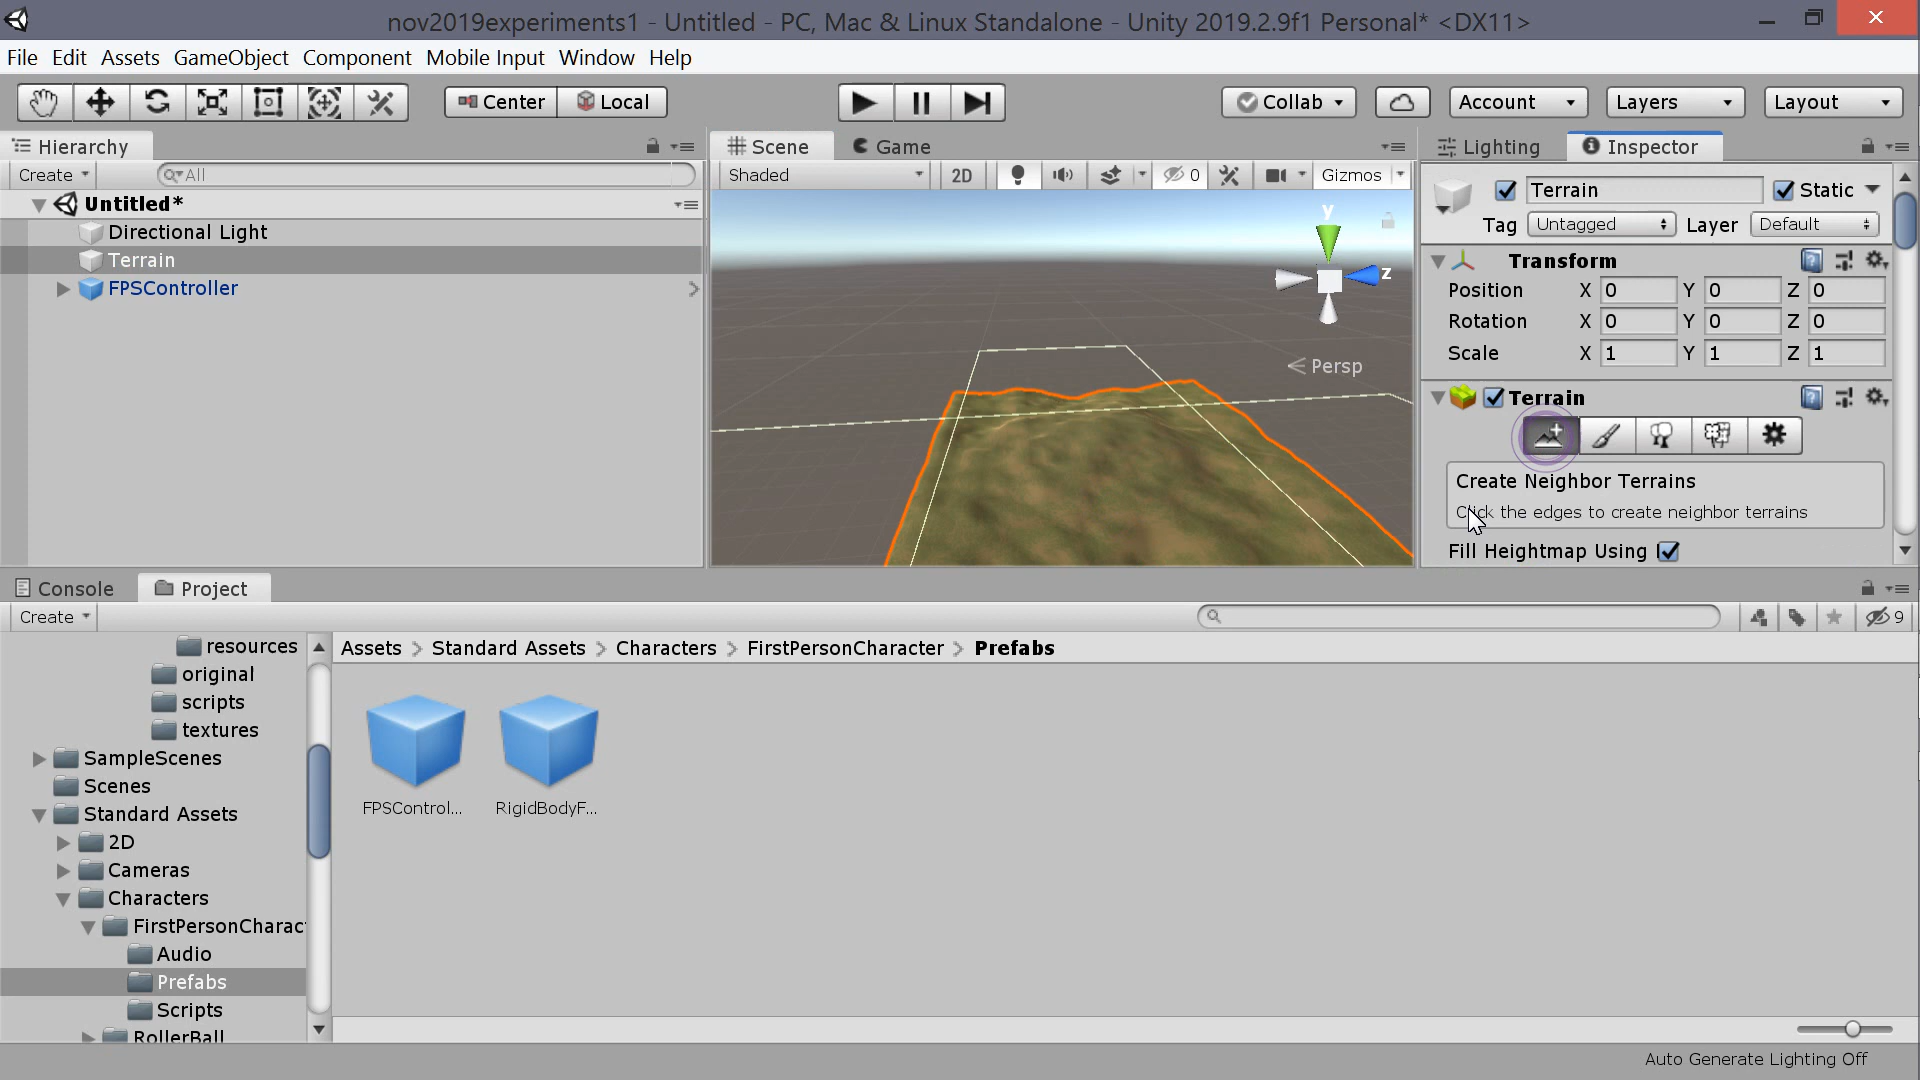 nov2019experiments1 - Untitled - PC, Mac & Linux Standalone - Unity 2019.2.9f1 Personal* <DX11>
File Edit Assets GameObject Component Mobile Input Window Help
Center Local Collab Account Layers Layout
Hierarchy
Create All
Untitled*
Directional Light
Terrain
FPSController
Scene Game
Shaded 2D 0 Gizmos
y
z
Persp
Lighting Inspector
Terrain Static
Tag Untagged Layer Default
Transform
Position X 0 Y 0 Z 0
Rotation X 0 Y 0 Z 0
Scale X 1 Y 1 Z 1
Terrain
Create Neighbor Terrains
Click the edges to create neighbor terrains
Fill Heightmap Using
Console Project
Create
9
resources
original
scripts
textures
SampleScenes
Scenes
Standard Assets
2D
Cameras
Characters
FirstPersonCharac
Audio
Prefabs
Scripts
RollerBall
Assets > Standard Assets > Characters > FirstPersonCharacter > Prefabs
FPSControl... RigidBodyF...
Auto Generate Lighting Off